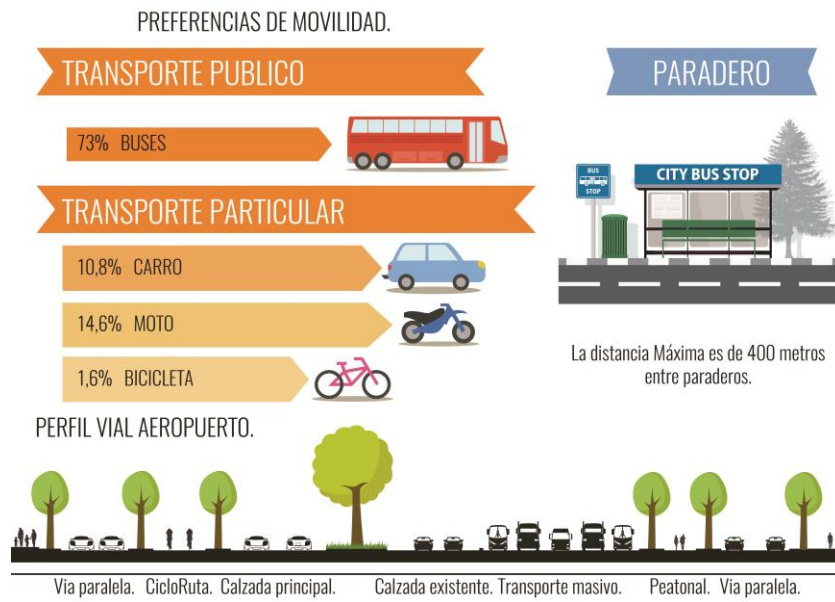 PREFERENCIAS DE MOVILIDAD.
TRANSPORTE PUBLICO
73% BUSES
TRANSPORTE PARTICULAR
10,8% CARRO
14,6% MOTO
1,6% BICICLETA
PARADERO
BUS
STOP
CITY BUS STOP
La distancia Máxima es de 400 metros
entre paraderos.
PERFIL VIAL AEROPUERTO.
Via paralela. CicloRuta. Calzada principal. Calzada existente. Transporte masivo. Peatonal. Via paralela.